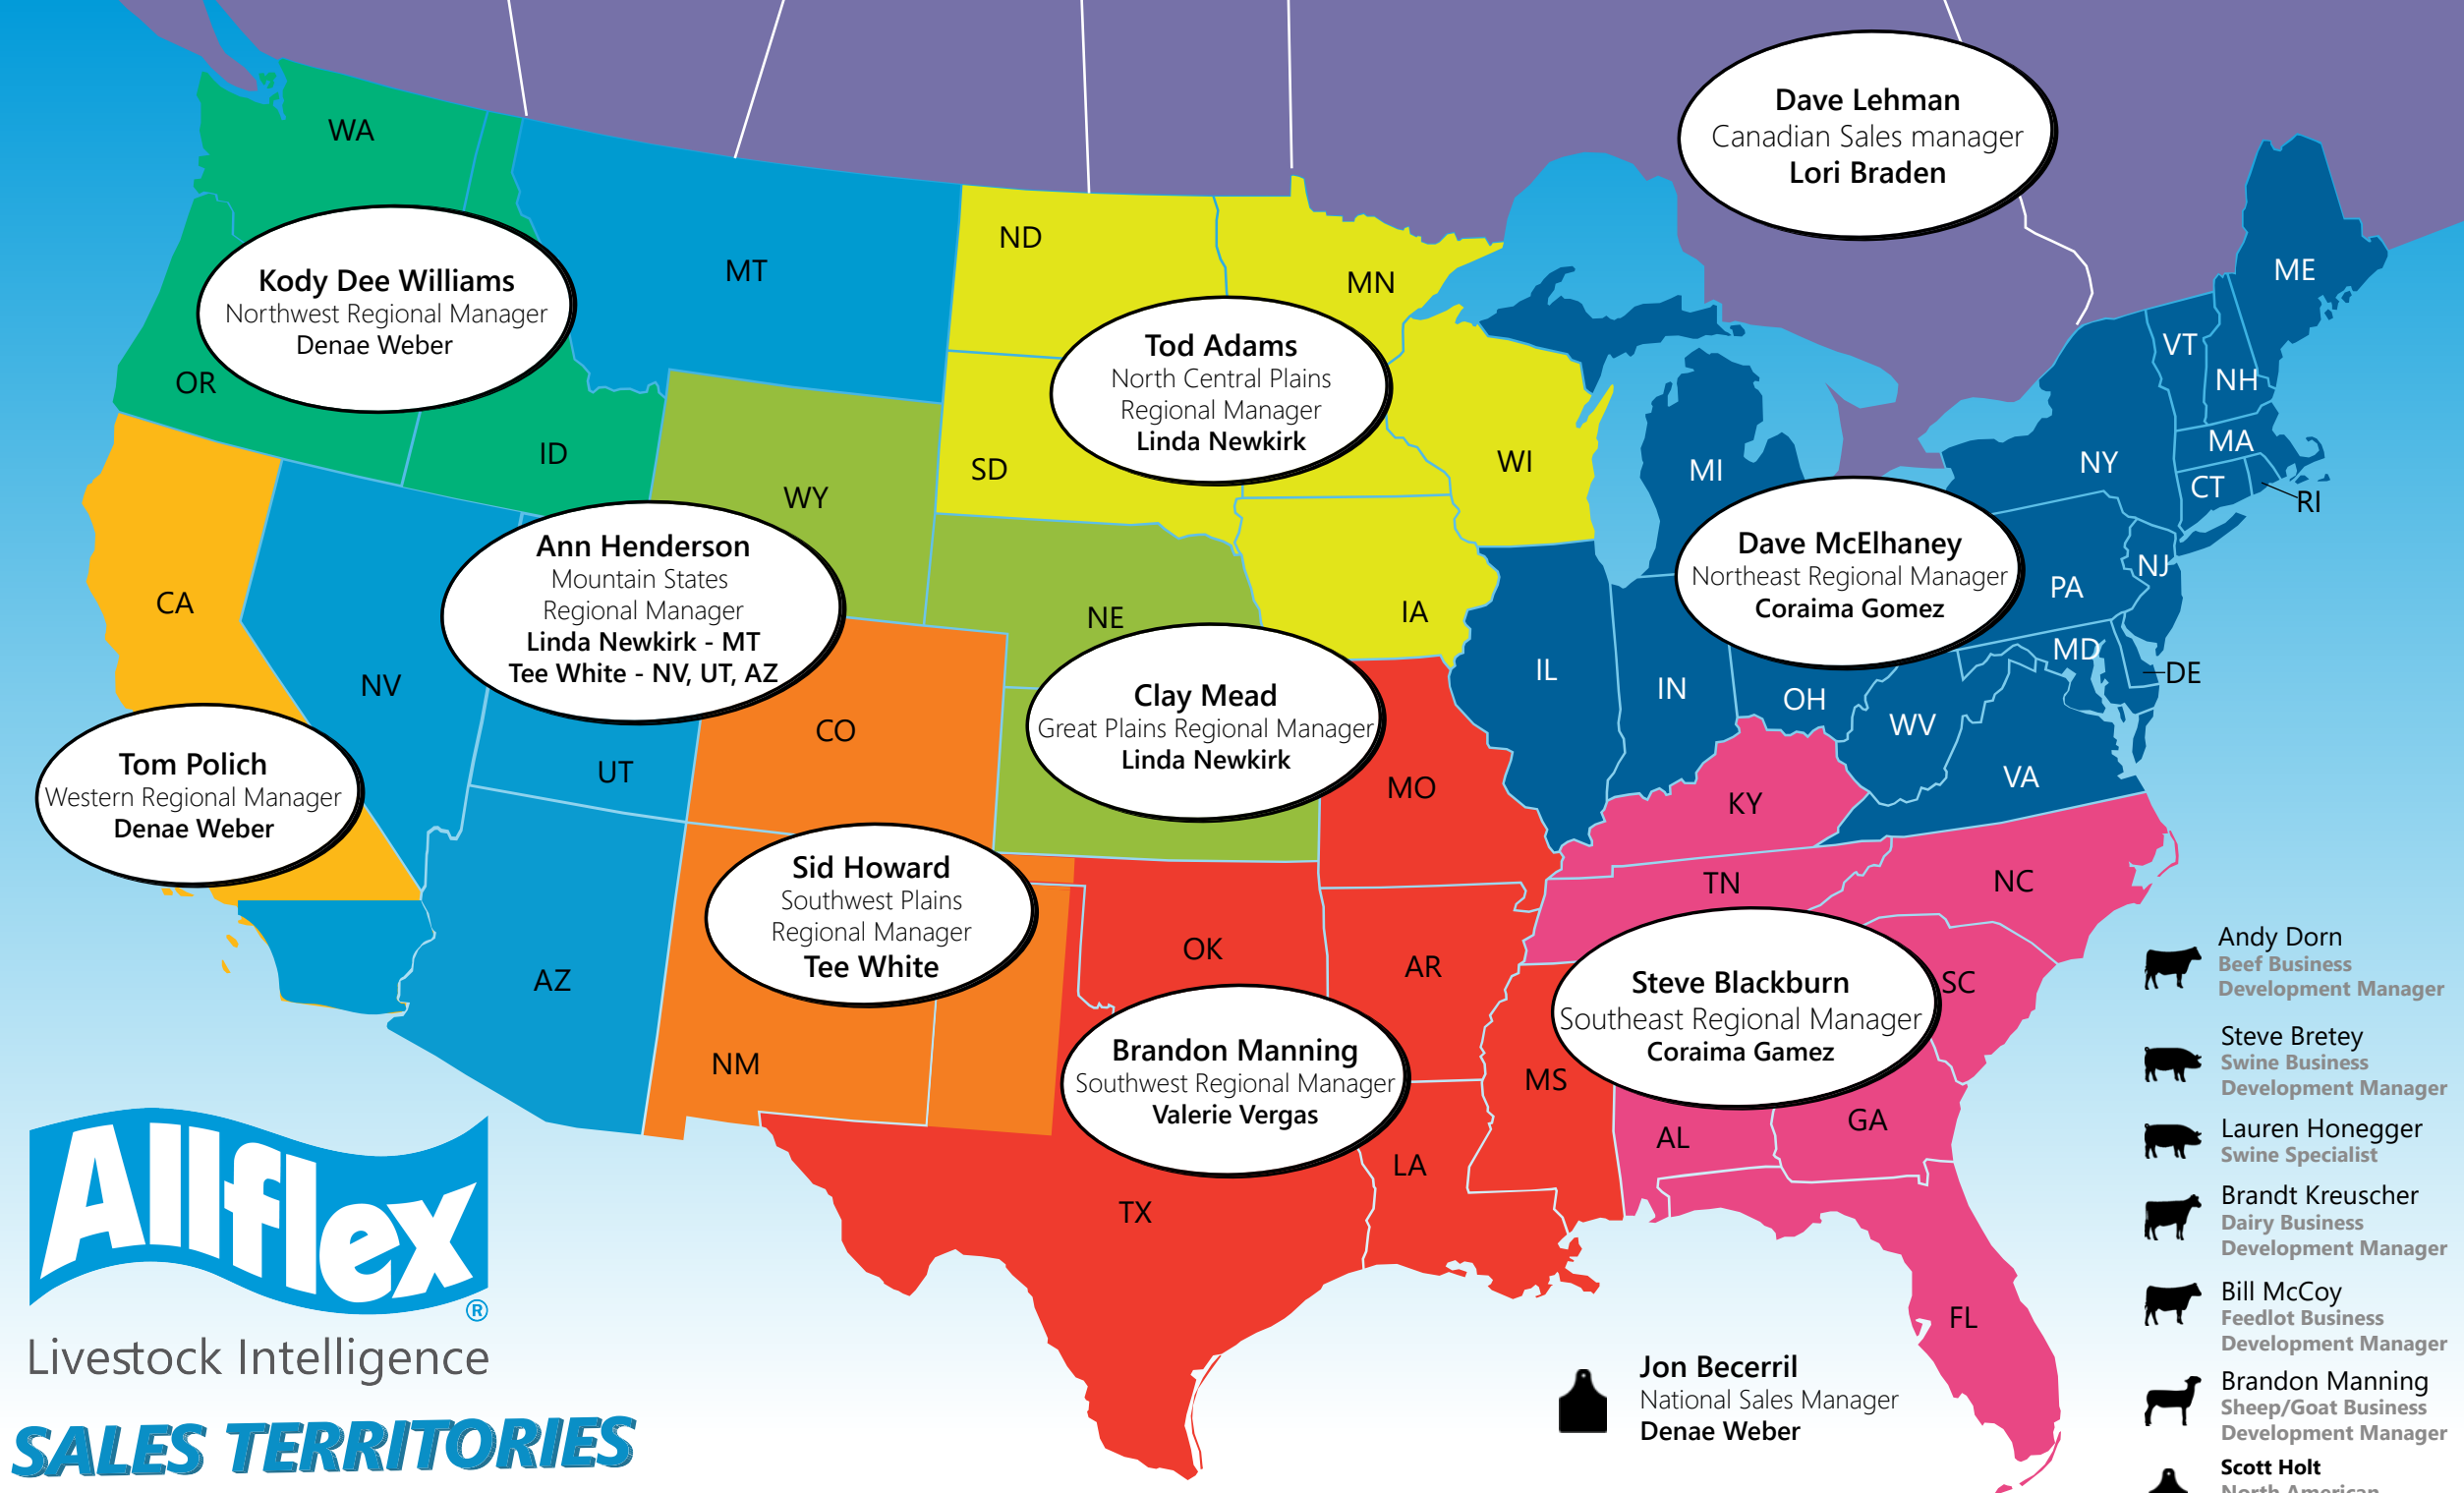 Dave Lehman
Canadian Sales manager
Lori Braden
WA
ND
MT
MN
ME
Kody Dee Williams
Northwest Regional Manager
Denae Weber
OR
ID
Tod Adams
North Central Plains
Regional Manager
Linda Newkirk
SD
WI
MI
VT
NH
MA
NY
CT
RI
WY
Ann Henderson
Mountain States
Regional Manager
Linda Newkirk - MT
Tee White - NV, UT, AZ
Dave McElhaney
Northeast Regional Manager
Coraima Gomez
NJ
PA
MD
DE
CA
NV
NE
IA
IL
IN
OH
WV
VA
UT
CO
Clay Mead
Great Plains Regional Manager
Linda Newkirk
MO
KY
Tom Polich
Western Regional Manager
Denae Weber
Sid Howard
Southwest Plains
Regional Manager
Tee White
TN
NC
AZ
NM
OK
AR
SC
Steve Blackburn
Southeast Regional Manager
Coraima Gamez
Brandon Manning
Southwest Regional Manager
Valerie Vergas
MS
AL
GA
LA
TX
FL
Andy Dorn
Beef Business
Development Manager
Steve Bretey
Swine Business
Development Manager
Lauren Honegger
Swine Specialist
Brandt Kreuscher
Dairy Business
Development Manager
Bill McCoy
Feedlot Business
Development Manager
Brandon Manning
Sheep/Goat Business
Development Manager
Scott Holt
North American
Jon Becerril
National Sales Manager
Denae Weber
Allflex
®
Livestock Intelligence
SALES TERRITORIES